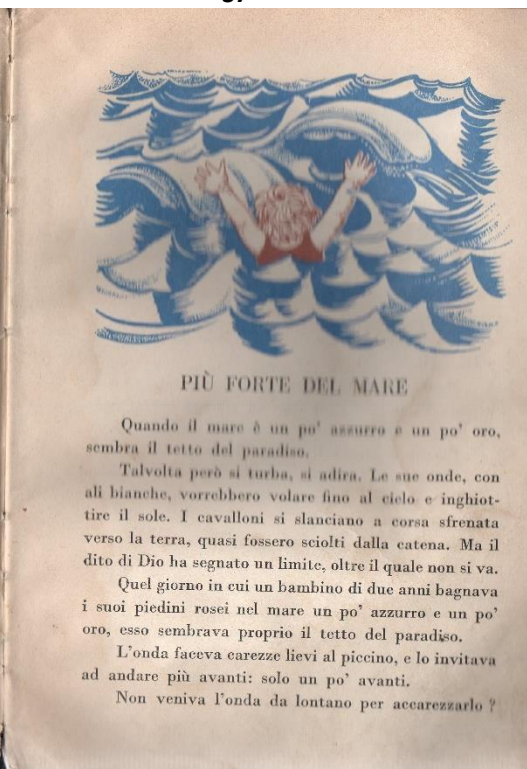 PIÙ FORTE DEL MARE
Quando il mare è un po' azzurro e un po' oro,
sembra il tetto del paradiso.
Talvolta però si turba, si adira. Le sue onde, con
ali bianche, vorrebbero volare fino al cielo e inghiot-
tire il sole. I cavalloni si slanciano a corsa sfrenata
verso la terra, quasi fossero sciolti dalla catena. Ma il
dito di Dio ha segnato un limite, oltre il quale non si va.
Quel giorno in cui un bambino di due anni bagnava
i suoi piedini rosei nel mare un po' azzurro e un po'
oro, esso sembrava proprio il tetto del paradiso.
L'onda faceva carezze lievi al piccino, e lo invitava
ad andare più avanti: solo un po' avanti.
Non veniva l'onda da lontano per accarezzarlo ?